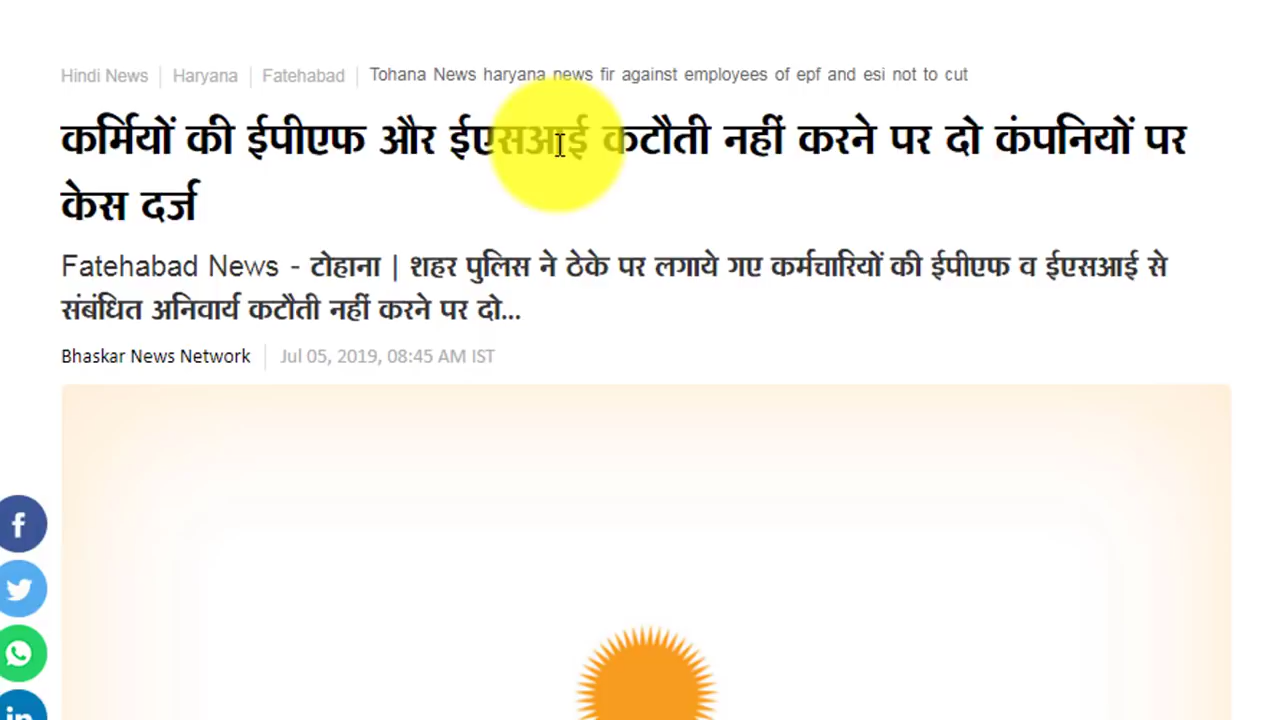 Hindi News Haryana Fatehabad Tohana News haryana news fir against employees of epf and esi not to cut
कर्मियों की ईपीएफ और ईएसआई कटौती नहीं करने पर दो कंपनियों पर
केस दर्ज
Fatehabad News - टोहाना | शहर पुलिस ने ठेके पर लगाये गए कर्मचारियों की ईपीएफ व ईएसआई से
संबंधित अनिवार्य कटौती नहीं करने पर दो...
Bhaskar News Network Jul 05, 2019, 08:45 AM IST